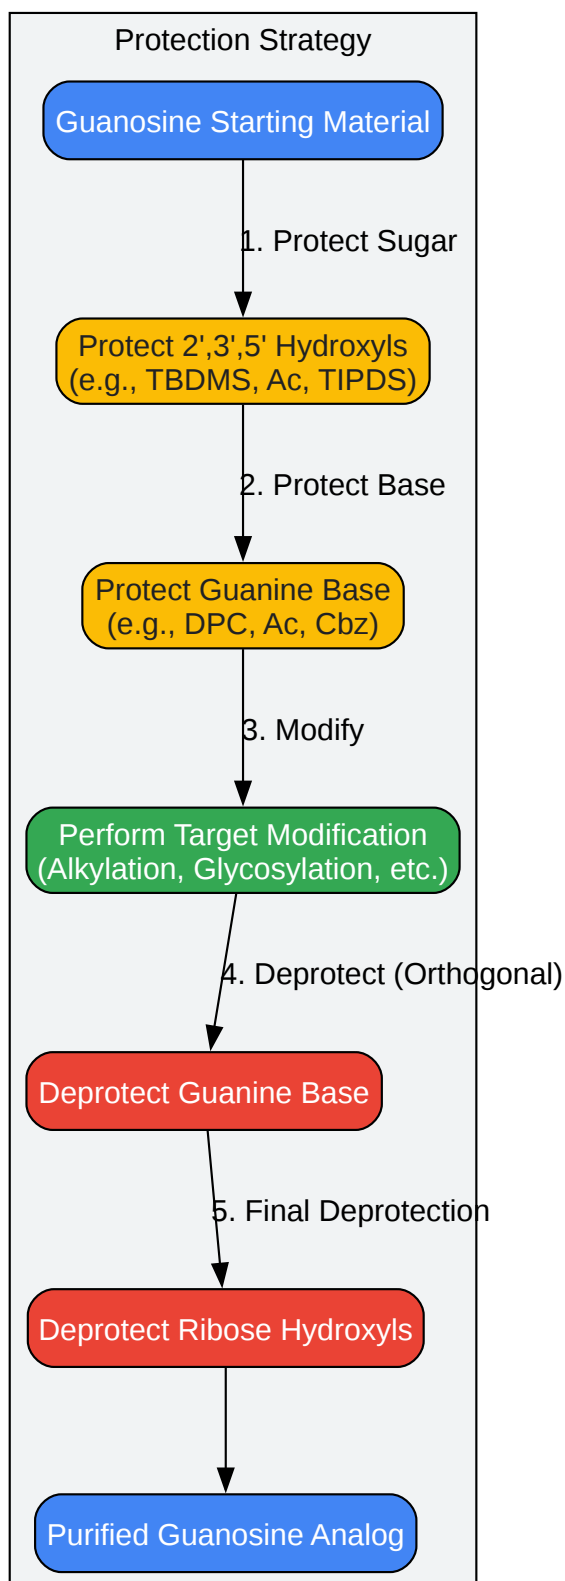 Protection Strategy
Guanosine Starting Material
1. Protect Sugar
Protect 2',3',5' Hydroxyls
(e.g., TBDMS, Ac, TIPDS)
2. Protect Base
Protect Guanine Base
(e.g., DPC, Ac, Cbz)
3. Modify
Perform Target Modification
(Alkylation, Glycosylation, etc.)
4. Deprotect (Orthogonal)
Deprotect Guanine Base
5. Final Deprotection
Deprotect Ribose Hydroxyls
Purified Guanosine Analog